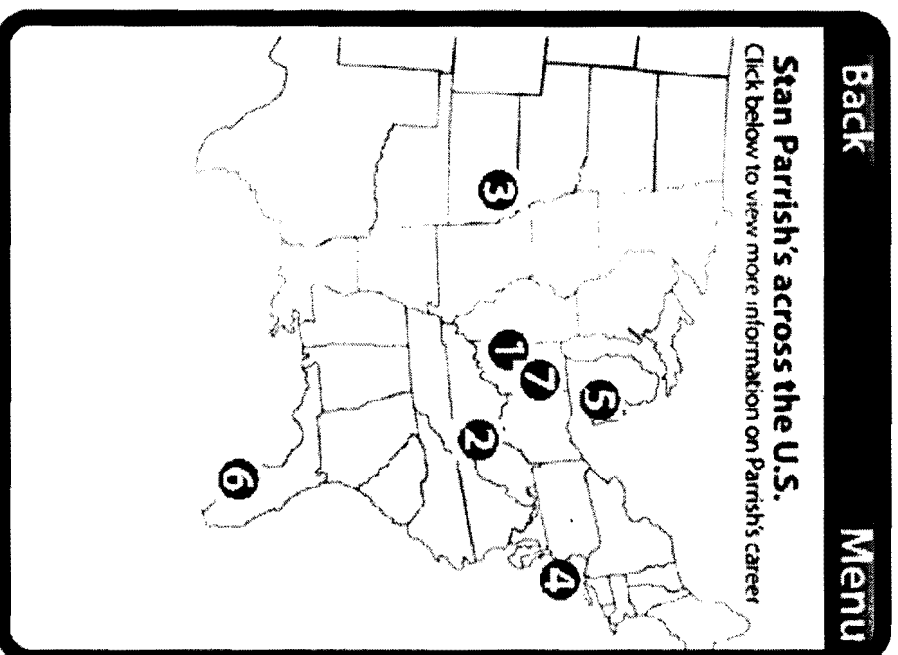 Back Menu
Stan Parrish's across the U.S.
Click below to view more information on Parrish's career
3
1
7
5
2
4
6